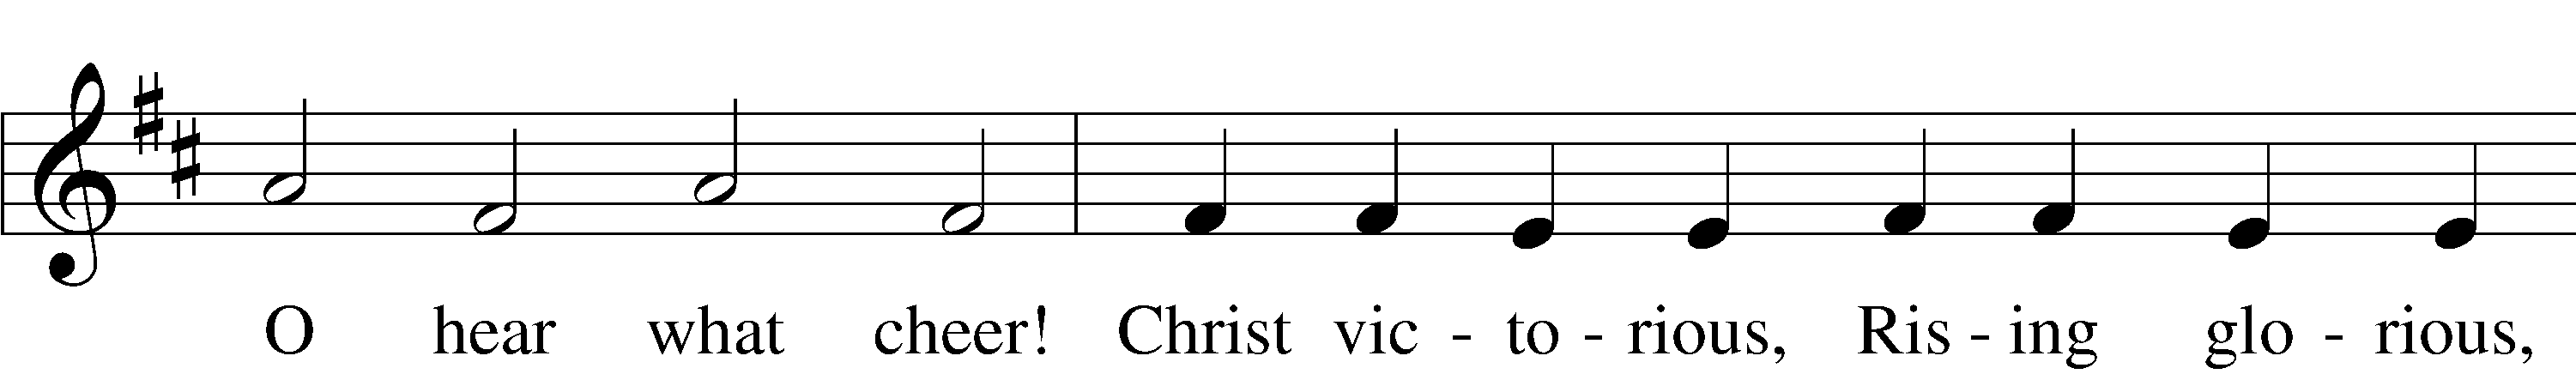 O hear what cheer! Christ vic - to - rious, Ris - ing glo - rious,